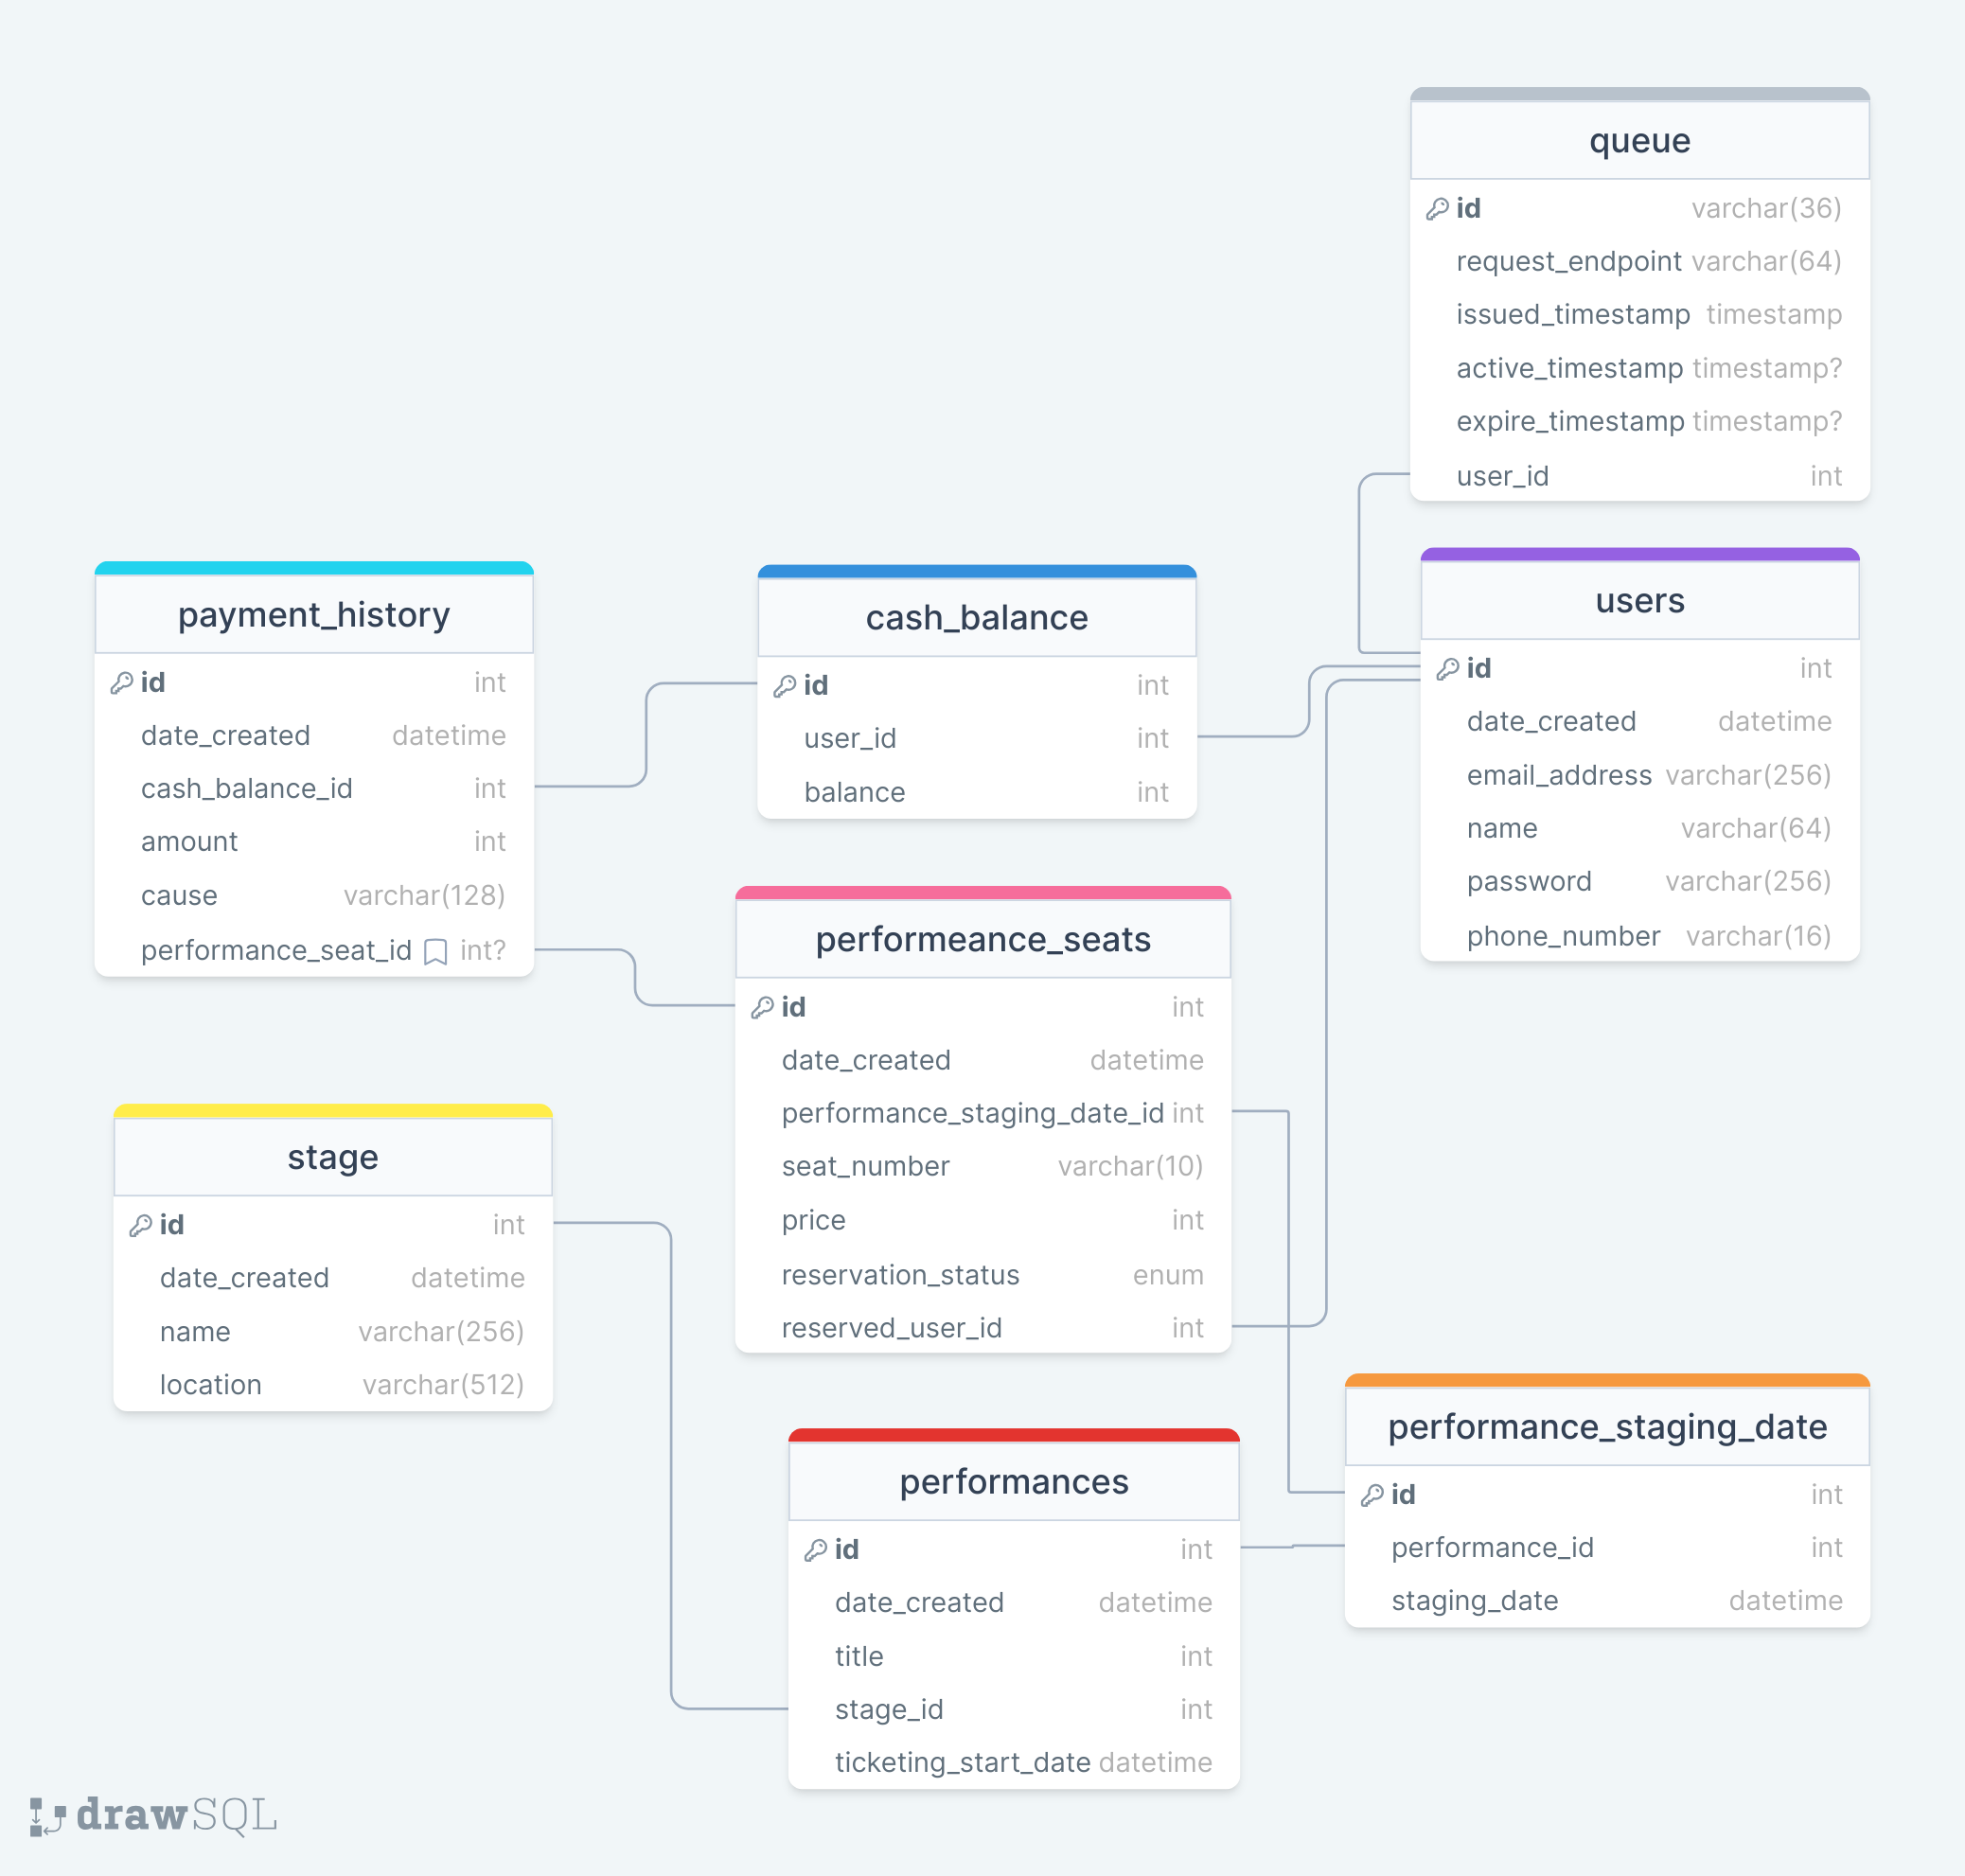 queue
id varchar(36)
request_endpoint varchar(64)
issued_timestamp timestamp
active_timestamp timestamp?
expire_timestamp timestamp?
user_id int
payment_history
id int
date_created datetime
cash_balance_id int
amount int
cause varchar(128)
performance_seat_id int?
cash_balance
id int
user_id int
balance int
users
id int
date_created datetime
email_address varchar(256)
name varchar(64)
password varchar(256)
phone_number varchar(16)
performeance_seats
id int
date_created datetime
performance_staging_date_id int
seat_number varchar(10)
price int
reservation_status enum
reserved_user_id int
stage
id int
date_created datetime
name varchar(256)
location varchar(512)
performances
id int
date_created datetime
title int
stage_id int
ticketing_start_date datetime
performance_staging_date
id int
performance_id int
staging_date datetime
drawSQL